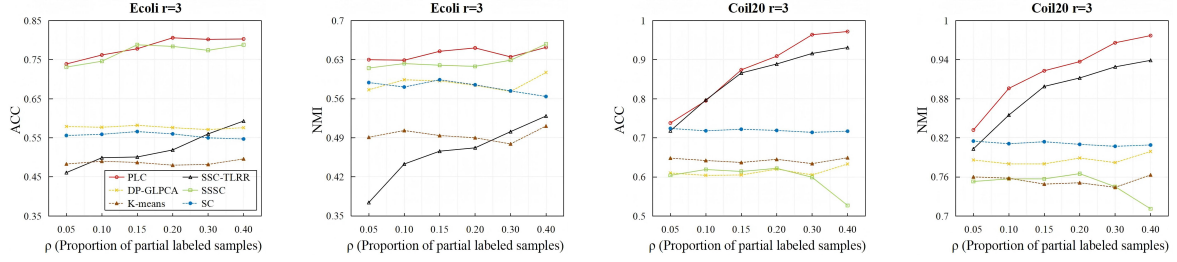 Ecoli r=3
ACC
0.85
0.75
0.65
0.55
0.45
0.35
PLC
SSC-TLRR
DP-GLPCA
SSSC
K-means
SC
0.05 0.10 0.15 0.20 0.30 0.40
ρ (Proportion of partial labeled samples)
Ecoli r=3
NMI
0.7
0.63
0.56
0.49
0.42
0.35
0.05 0.10 0.15 0.20 0.30 0.40
ρ (Proportion of partial labeled samples)
Coil20 r=3
ACC
1
0.9
0.8
0.7
0.6
0.5
0.05 0.10 0.15 0.20 0.30 0.40
ρ (Proportion of partial labeled samples)
Coil20 r=3
NMI
1
0.94
0.88
0.82
0.76
0.7
0.05 0.10 0.15 0.20 0.30 0.40
ρ (Proportion of partial labeled samples)